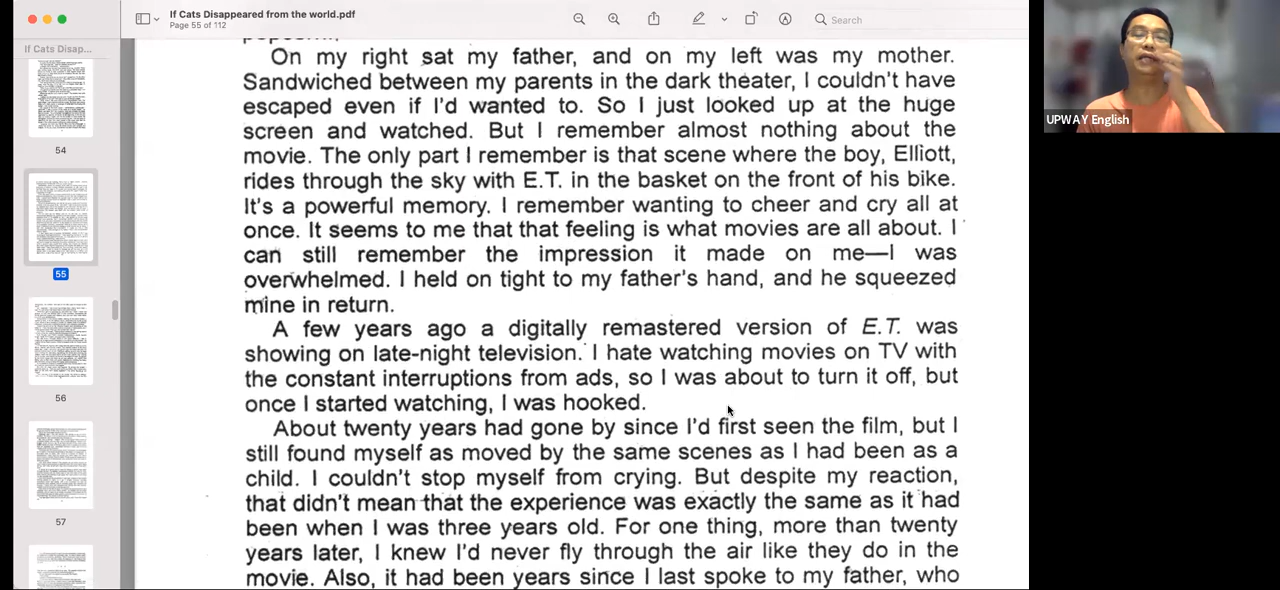 If Cats Disappeared from the world.pdf
Page 55 of 112
Search
If Cats Disap...
54
55
56
57
On my right sat my father, and on my left was my mother.
Sandwiched between my parents in the dark theater, I couldn't have
escaped even if I'd wanted to. So I just looked up at the huge
screen and watched. But I remember almost nothing about the
movie. The only part I remember is that scene where the boy, Elliott,
rides through the sky with E.T. in the basket on the front of his bike.
It's a powerful memory. I remember wanting to cheer and cry all at
once. It seems to me that that feeling is what movies are all about. I
can still remember the impression it made on me—I was
overwhelmed. I held on tight to my father's hand, and he squeezed
mine in return.
A few years ago a digitally remastered version of E.T. was
showing on late-night television. I hate watching movies on TV with
the constant interruptions from ads, so I was about to turn it off, but
once I started watching, I was hooked.
About twenty years had gone by since I'd first seen the film, but I
still found myself as moved by the same scenes as I had been as a
child. I couldn't stop myself from crying. But despite my reaction,
that didn't mean that the experience was exactly the same as it had
been when I was three years old. For one thing, more than twenty
years later, I knew I'd never fly through the air like they do in the
movie. Also, it had been years since I last spoke to my father, who
UPWAY English